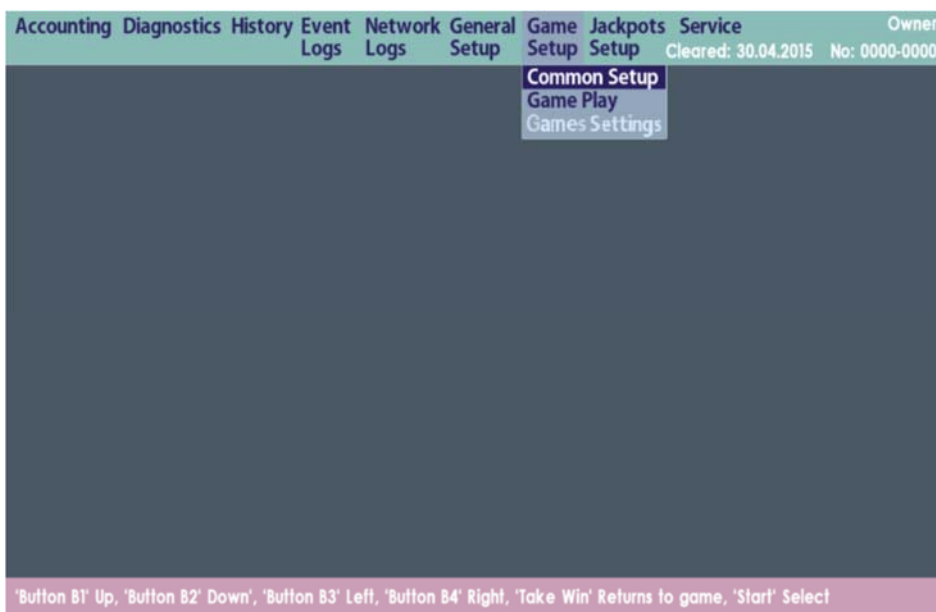 Accounting Diagnostics History Event Logs Network Logs General Setup Game Setup Jackpots Setup Service
Owner
Cleared: 30.04.2015 No: 0000-0000
Common Setup
Game Play
Games Settings
'Button B1' Up, 'Button B2' Down', 'Button B3' Left, 'Button B4' Right, 'Take Win' Returns to game, 'Start' Select